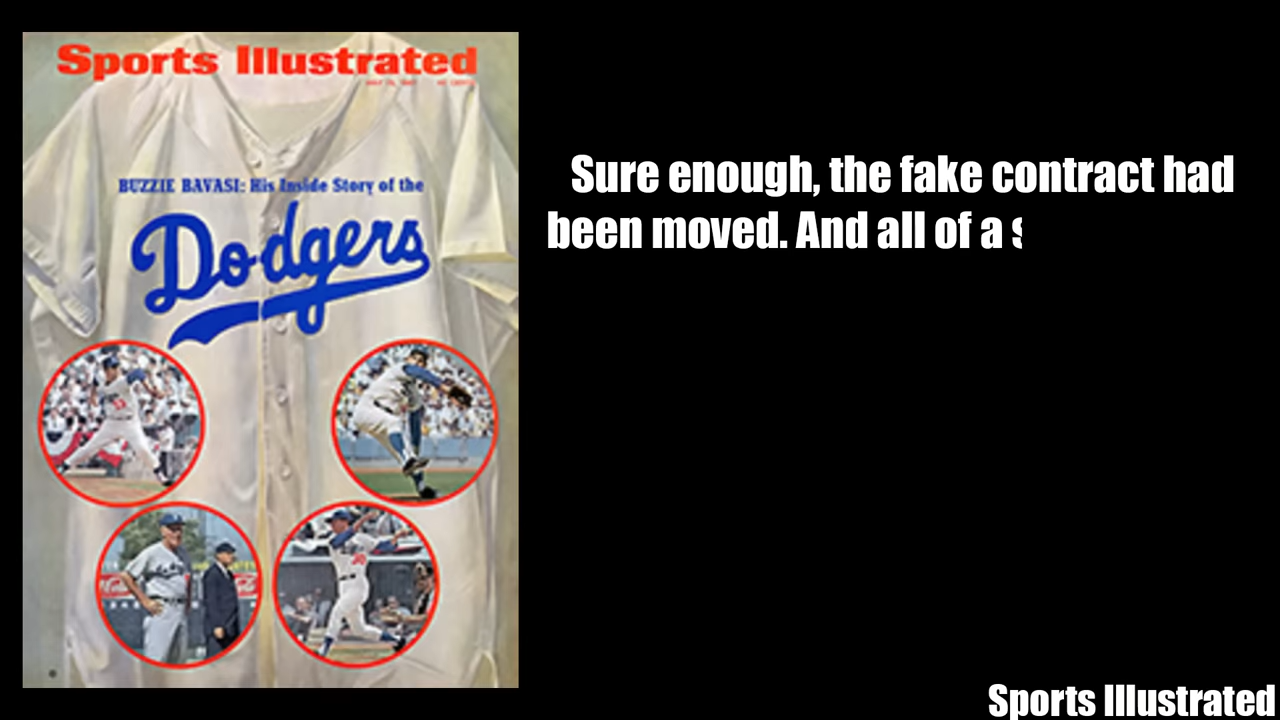 Sports Illustrated
BUZZIE BAVASI: His Inside Story of the
Dodgers
Sure enough, the fake contract had
been moved. And all of a s
Sports Illustrated